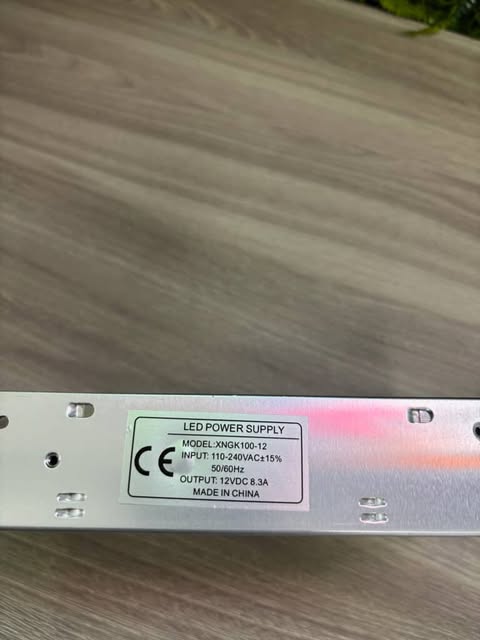 LED POWER SUPPLY
MODEL:XNGK100-12
CE
INPUT: 110-240VAC±15%
50/60Hz
OUTPUT: 12VDC 8.3A
MADE IN CHINA